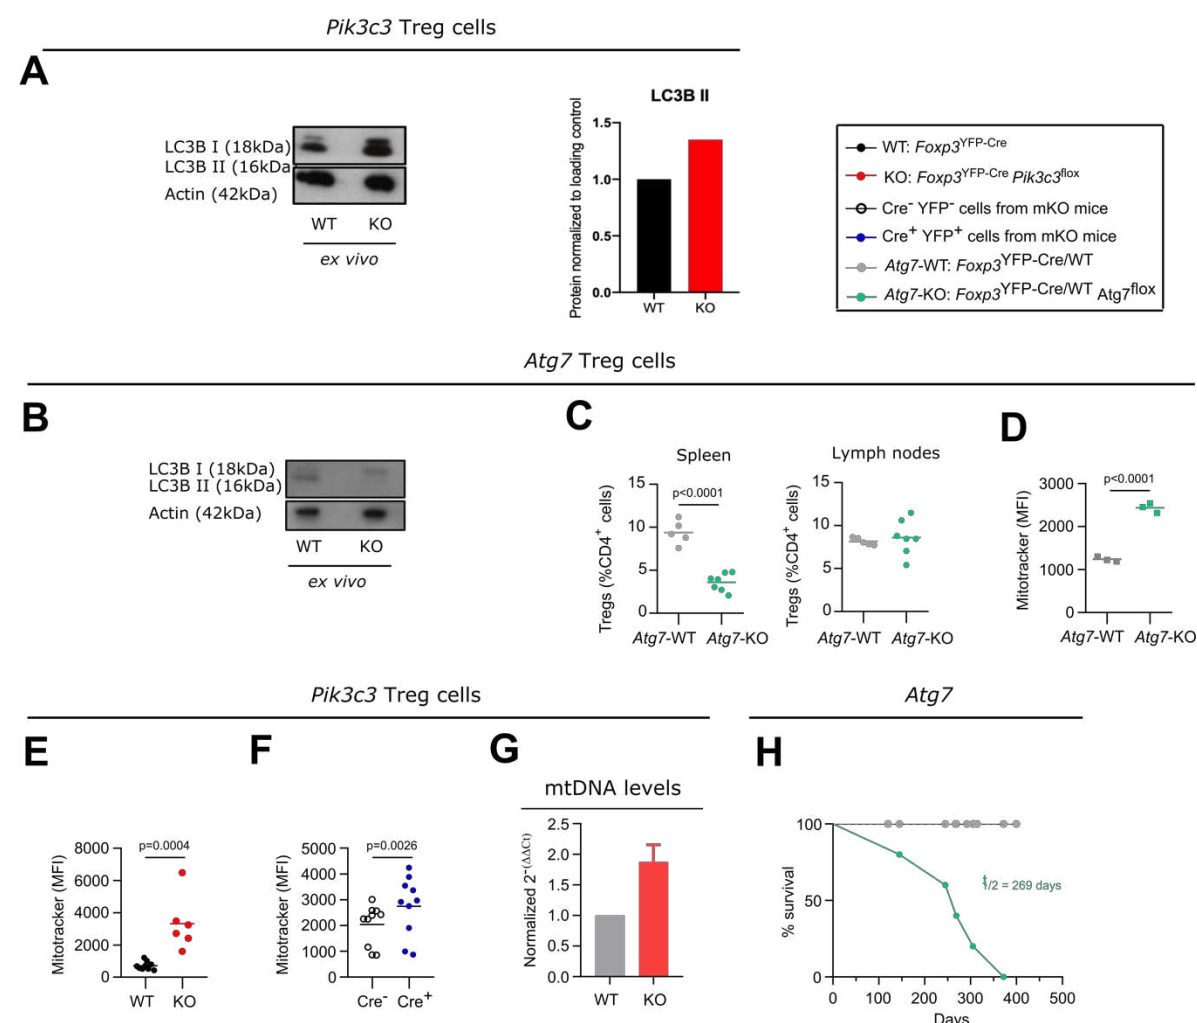 Pik3c3 Treg cells
A
LC3B I (18kDa)
LC3B II (16kDa
Actin (42kDa)
WT KO
ex vivo
LC3B II
Protein normalized to loading control
1.5
1.0
0.5
0.0
WT KO
WT: Foxp3YFP-Cre
KO: Foxp3YFP-Cre Pik3c3flox
Cre- YFP- cells from mKO mice
Cre+ YFP+ cells from mKO mice
Atg7-WT: Foxp3YFP-Cre/WT
Atg7-KO: Foxp3YFP-Cre/WT Atg7flox
Atg7 Treg cells
B
LC3B I (18kDa)
LC3B II (16kDa)
Actin (42kDa)
WT KO
ex vivo
C
Spleen
Tregs (%CD4+ cells)
15
10
5
0
p<0.0001
Atg7-WT Atg7-KO
Lymph nodes
Tregs (%CD4+ cells)
15
10
5
0
Atg7-WT Atg7-KO
D
Mitotracker (MFI)
3000
2000
1000
0
p<0.0001
Atg7-WT Atg7-KO
Pik3c3 Treg cells
E
Mitotracker (MFI)
8000
6000
4000
2000
0
p=0.0004
WT KO
F
Mitotracker (MFI)
5000
4000
3000
2000
1000
0
p=0.0026
Cre- Cre+
G
mtDNA levels
Normalized 2-(ΔΔCt)
2.5
2.0
1.5
1.0
0.5
0.0
WT KO
Atg7
H
% survival
100
50
0
/2 = 269 days
0 100 200 300 400 500
Days